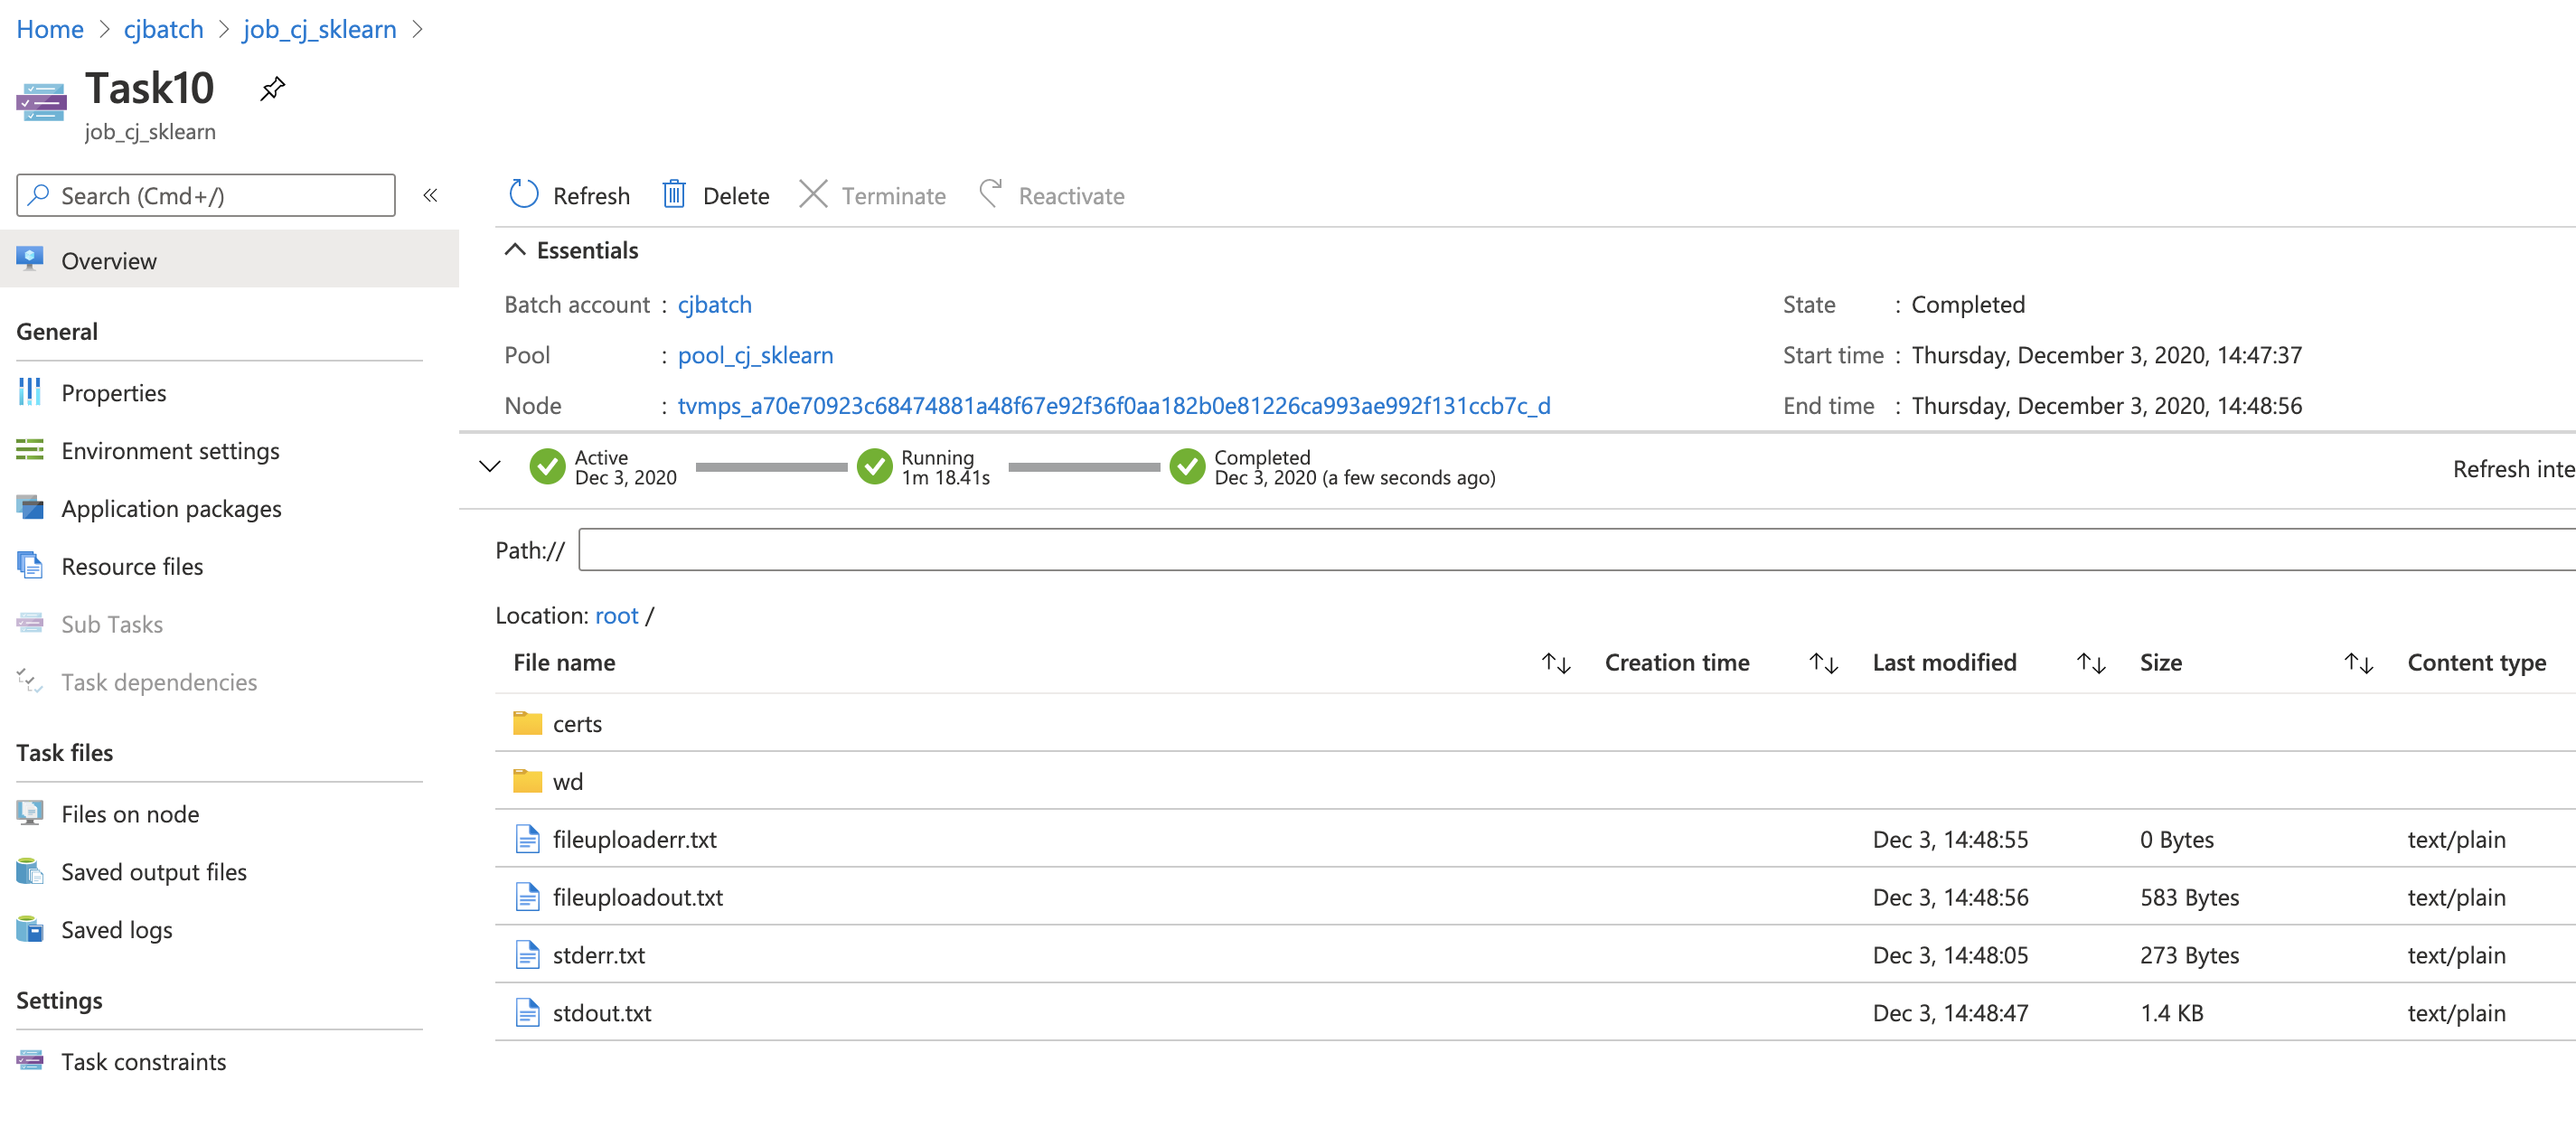 Home > cjbatch > job_cj_sklearn >
Task10
job_cj_sklearn
Search (Cmd+/)
«
Overview
General
Properties
Environment settings
Application packages
Resource files
Sub Tasks
Task dependencies
Task files
Files on node
Saved output files
Saved logs
Settings
Task constraints
Refresh Delete Terminate Reactivate
Essentials
Batch account : cjbatch
Pool : pool_cj_sklearn
Node : tvmps_a70e70923c68474881a48f67e92f36f0aa182b0e81226ca993ae992f131ccb7c_d
State : Completed
Start time : Thursday, December 3, 2020, 14:47:37
End time : Thursday, December 3, 2020, 14:48:56
Active
Dec 3, 2020
Running
1m 18.41s
Completed
Dec 3, 2020 (a few seconds ago)
Refresh inte
Path://
Location: root /
File name Creation time Last modified Size Content type
certs
wd
fileuploaderr.txt Dec 3, 14:48:55 0 Bytes text/plain
fileuploadout.txt Dec 3, 14:48:56 583 Bytes text/plain
stderr.txt Dec 3, 14:48:05 273 Bytes text/plain
stdout.txt Dec 3, 14:48:47 1.4 KB text/plain